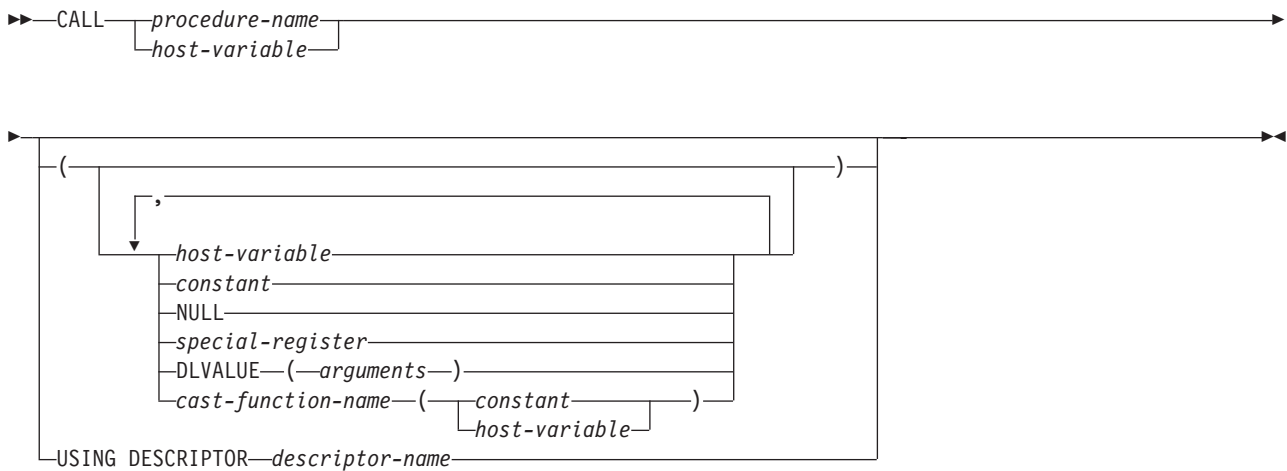 CALL procedure-name
host-variable
( )
,
host-variable
constant
NULL
special-register
DLVALUE ( arguments )
cast-function-name ( constant )
host-variable
USING DESCRIPTOR descriptor-name